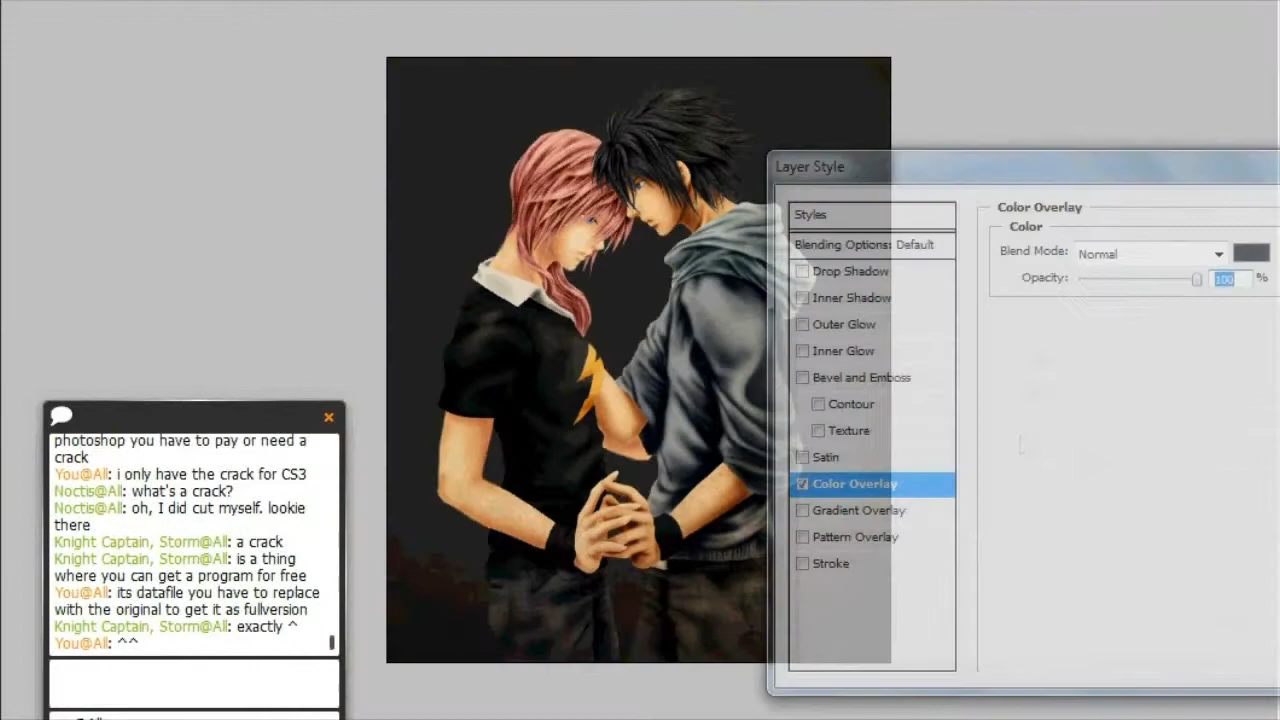 photoshop you have to pay or need a
crack
You@All: i only have the crack for CS3
Noctis@All: what's a crack?
Noctis@All: oh, I did cut myself. lookie
there
Knight Captain, Storm@All: a crack
Knight Captain, Storm@All: is a thing
where you can get a program for free
You@All: its datafile you have to replace
with the original to get it as fullversion
Knight Captain, Storm@All: exactly ^
You@All: ^^
Layer Style
Styles
Blending Options: Default
Drop Shadow
Inner Shadow
Outer Glow
Inner Glow
Bevel and Emboss
Contour
Texture
Satin
Color Overlay
Gradient Overlay
Pattern Overlay
Stroke
Color Overlay
Color
Blend Mode: Normal
Opacity: 100 %